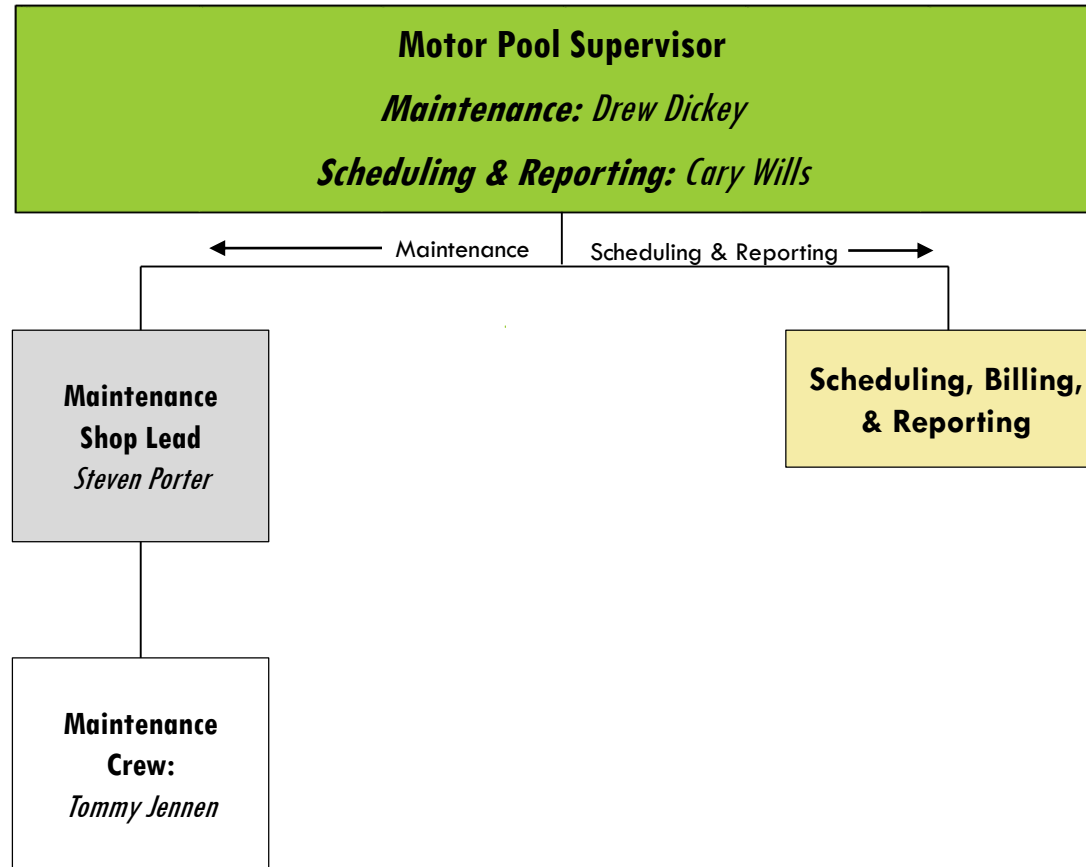 Motor Pool Supervisor
Maintenance: Drew Dickey
Scheduling & Reporting: Cary Wills
Maintenance
Scheduling & Reporting
Maintenance
Shop Lead
Steven Porter
Scheduling, Billing,
& Reporting
Maintenance
Crew:
Tommy Jennen